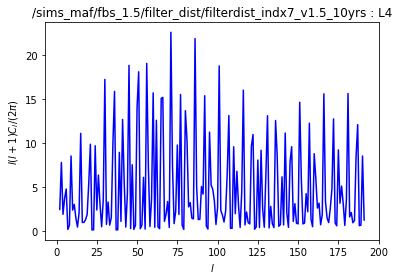 /sims_maf/fbs_1.5/filter_dist/filterdist_indx7_v1.5_10yrs : L4
l(l + 1)Cₗ/(2π)
20
15
10
5
0
0 25 50 75 100 125 150 175 200
l